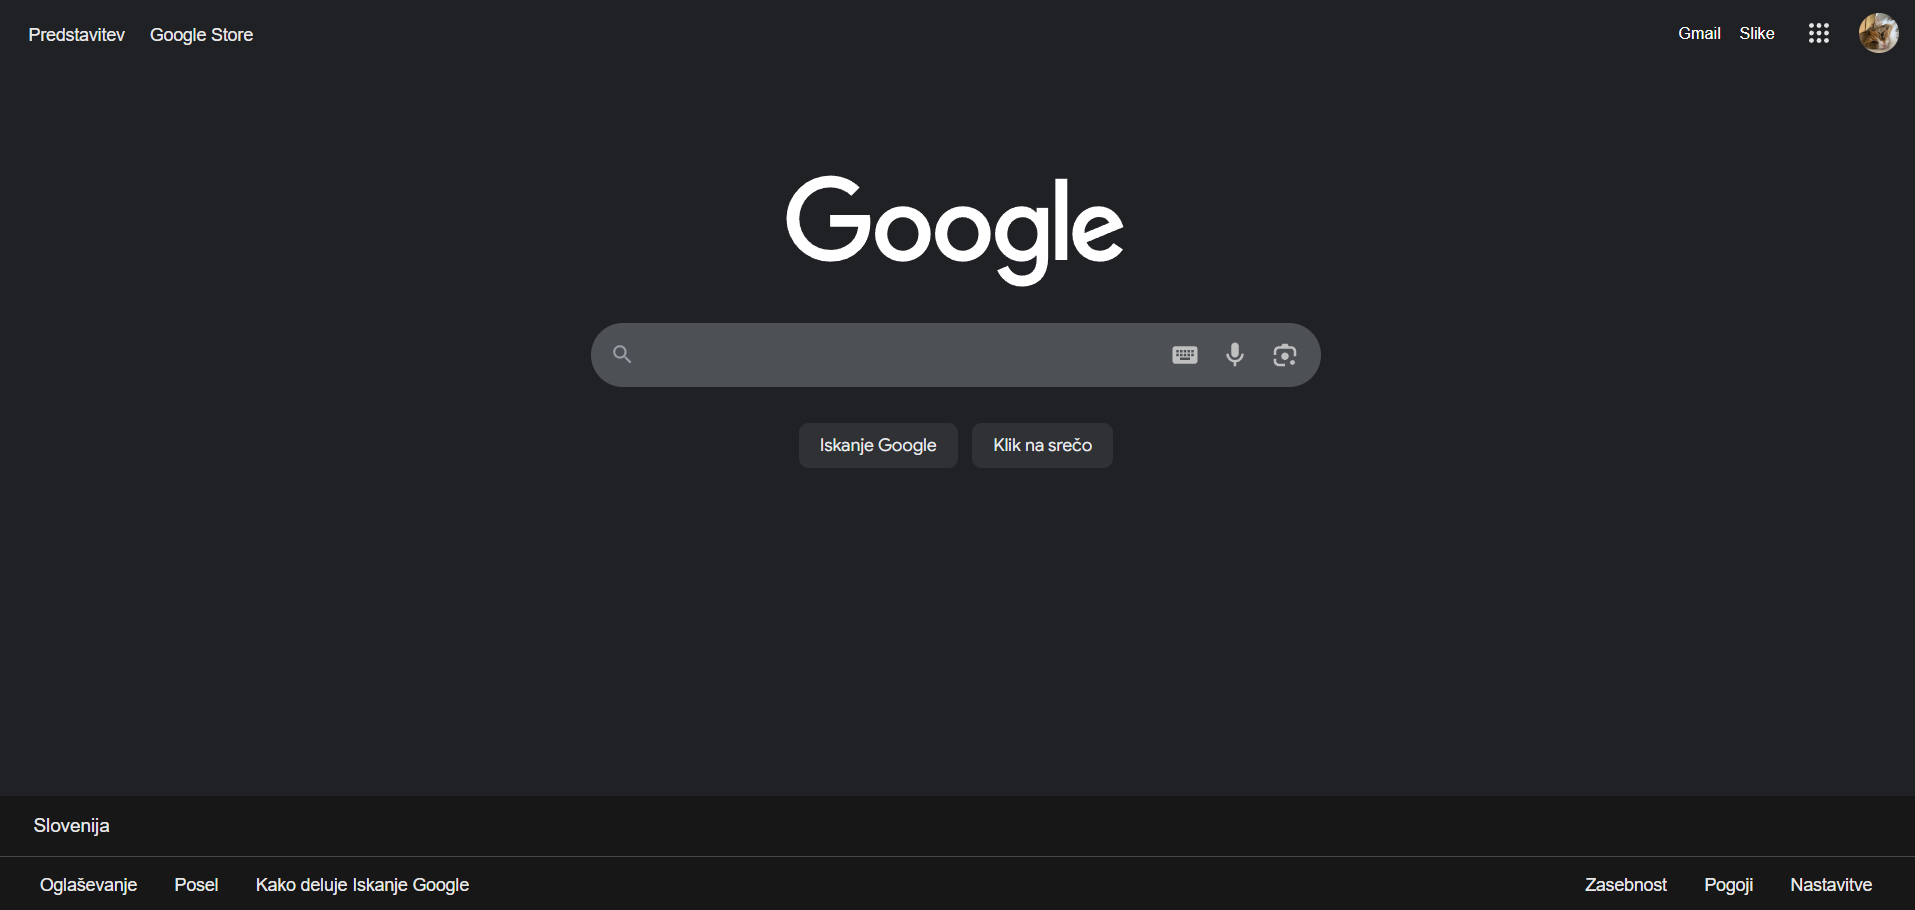 Predstavitev Google Store Gmail Slike
Google
Iskanje Google Klik na srečo
Slovenija
Oglaševanje Posel Kako deluje Iskanje Google Zasebnost Pogoji Nastavitve